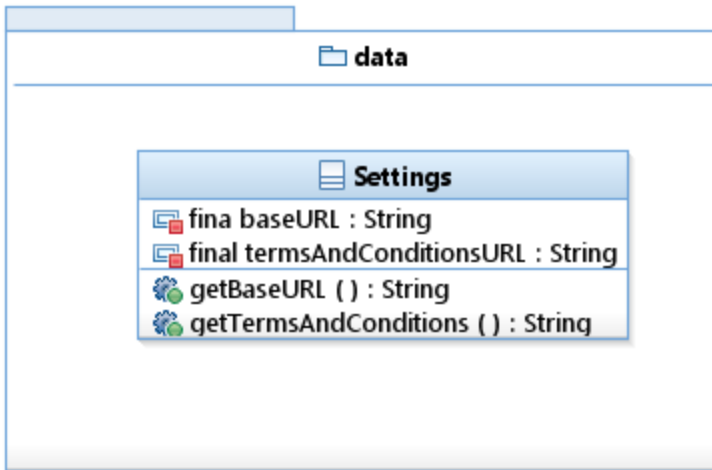 data
Settings
fina baseURL : String
final termsAndConditionsURL : String
getBaseURL ( ) : String
getTermsAndConditions ( ) : String